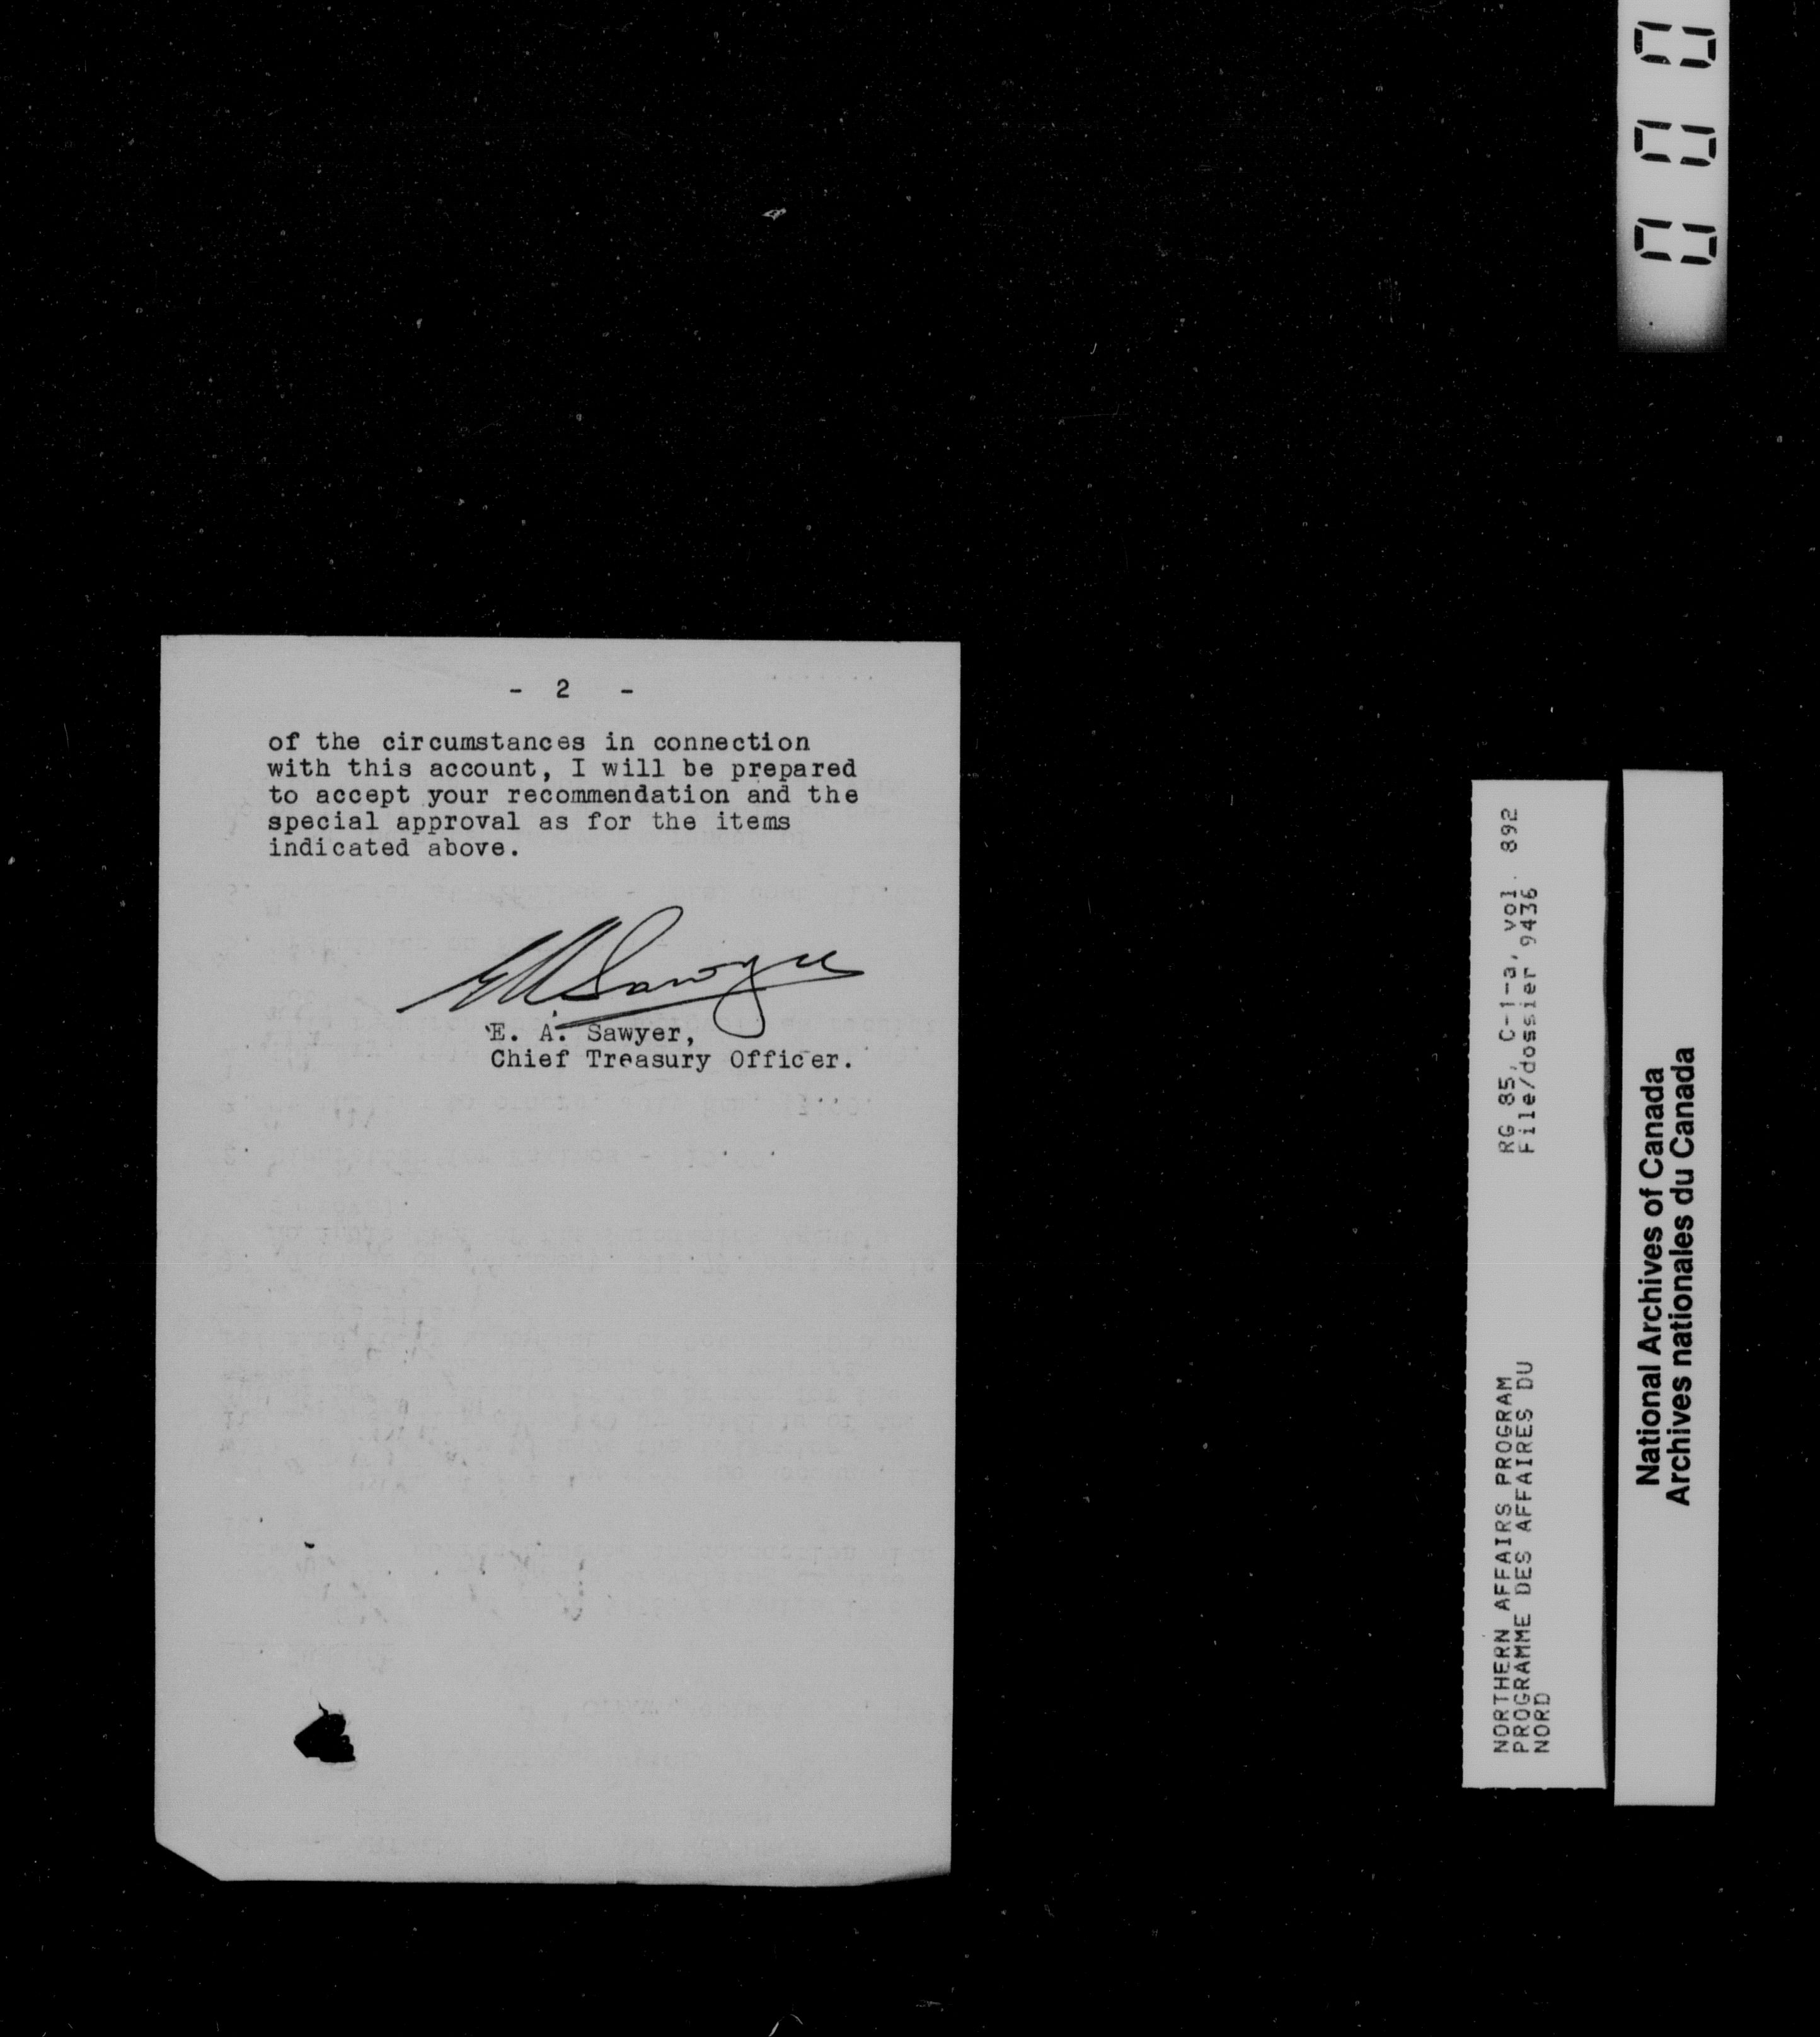 - 2 -
of the circumstances in connection
with this account, I will be prepared
to accept your recommendation and the
special approval as for the items
indicated above.
EASawyer
E. A. Sawyer,
Chief Treasury Officer.
000
RG 85, C-1-a, vol. 892
File/dossier 9436
NORTHERN AFFAIRS PROGRAM
PROGRAMME DES AFFAIRES DU
NORD
National Archives of Canada
Archives nationales du Canada